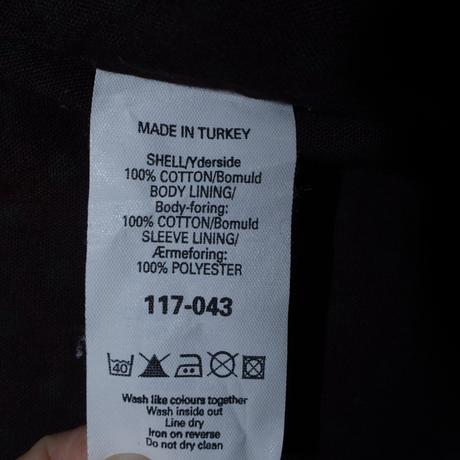 MADE IN TURKEY
SHELL/Yderside
100% COTTON/Bomuld
BODY LINING/
Body-foring:
100% COTTON/Bomuld
SLEEVE LINING/
Ærmeforing:
100% POLYESTER
117-043
40
Wash like colours together
Wash inside out
Line dry
Iron on reverse
Do not dry clean